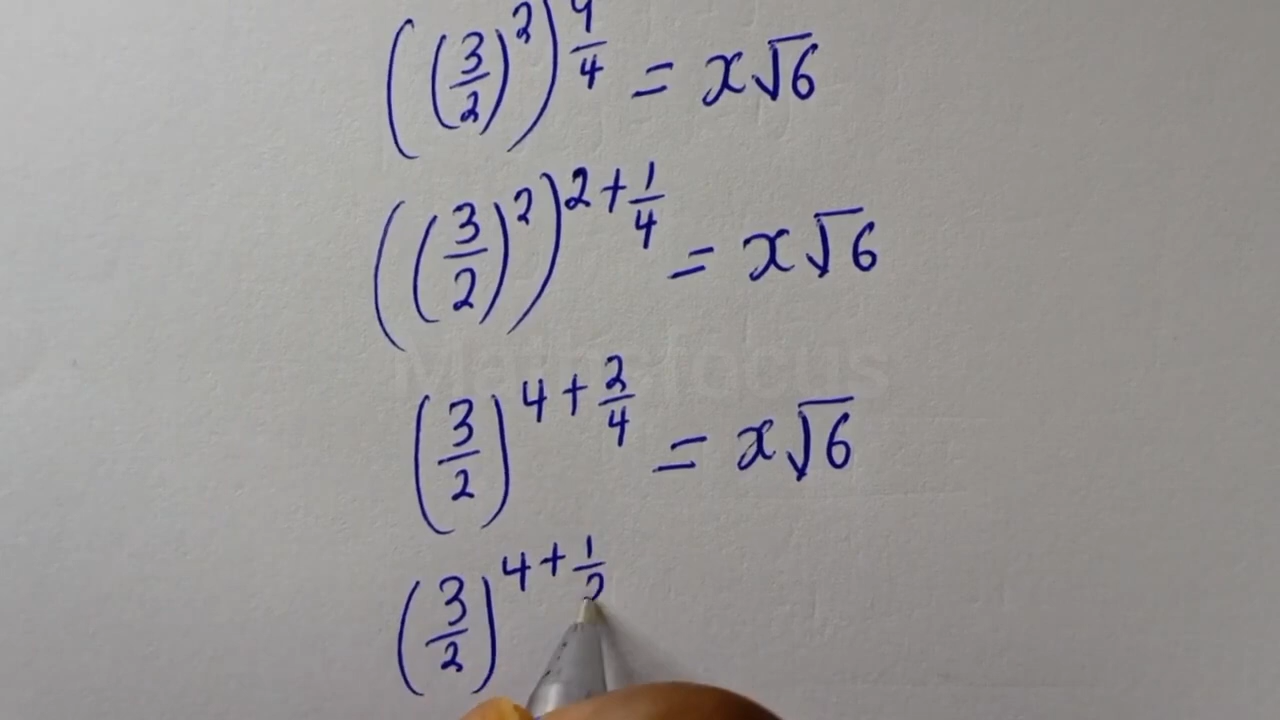 ((3/2)^2)^(9/4) = x√6
((3/2)^2)^(2+1/4) = x√6
Mathsfocus
(3/2)^(4+2/4) = x√6
(3/2)^(4+1/2)